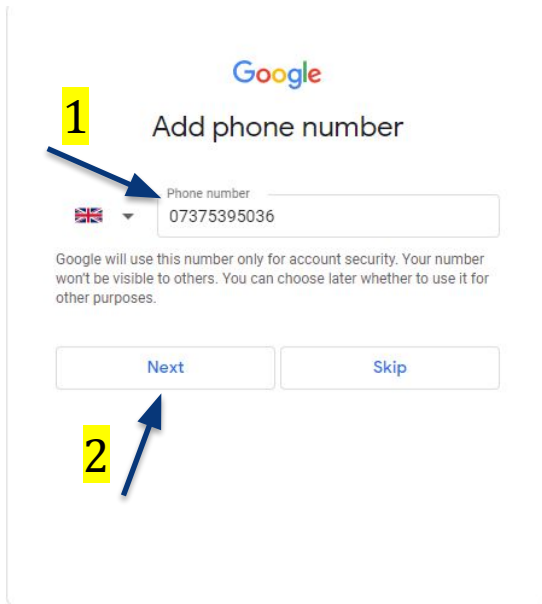 Google
1
Add phone number
Phone number
07375395036
Google will use this number only for account security. Your number
won't be visible to others. You can choose later whether to use it for
other purposes.
Next
Skip
2